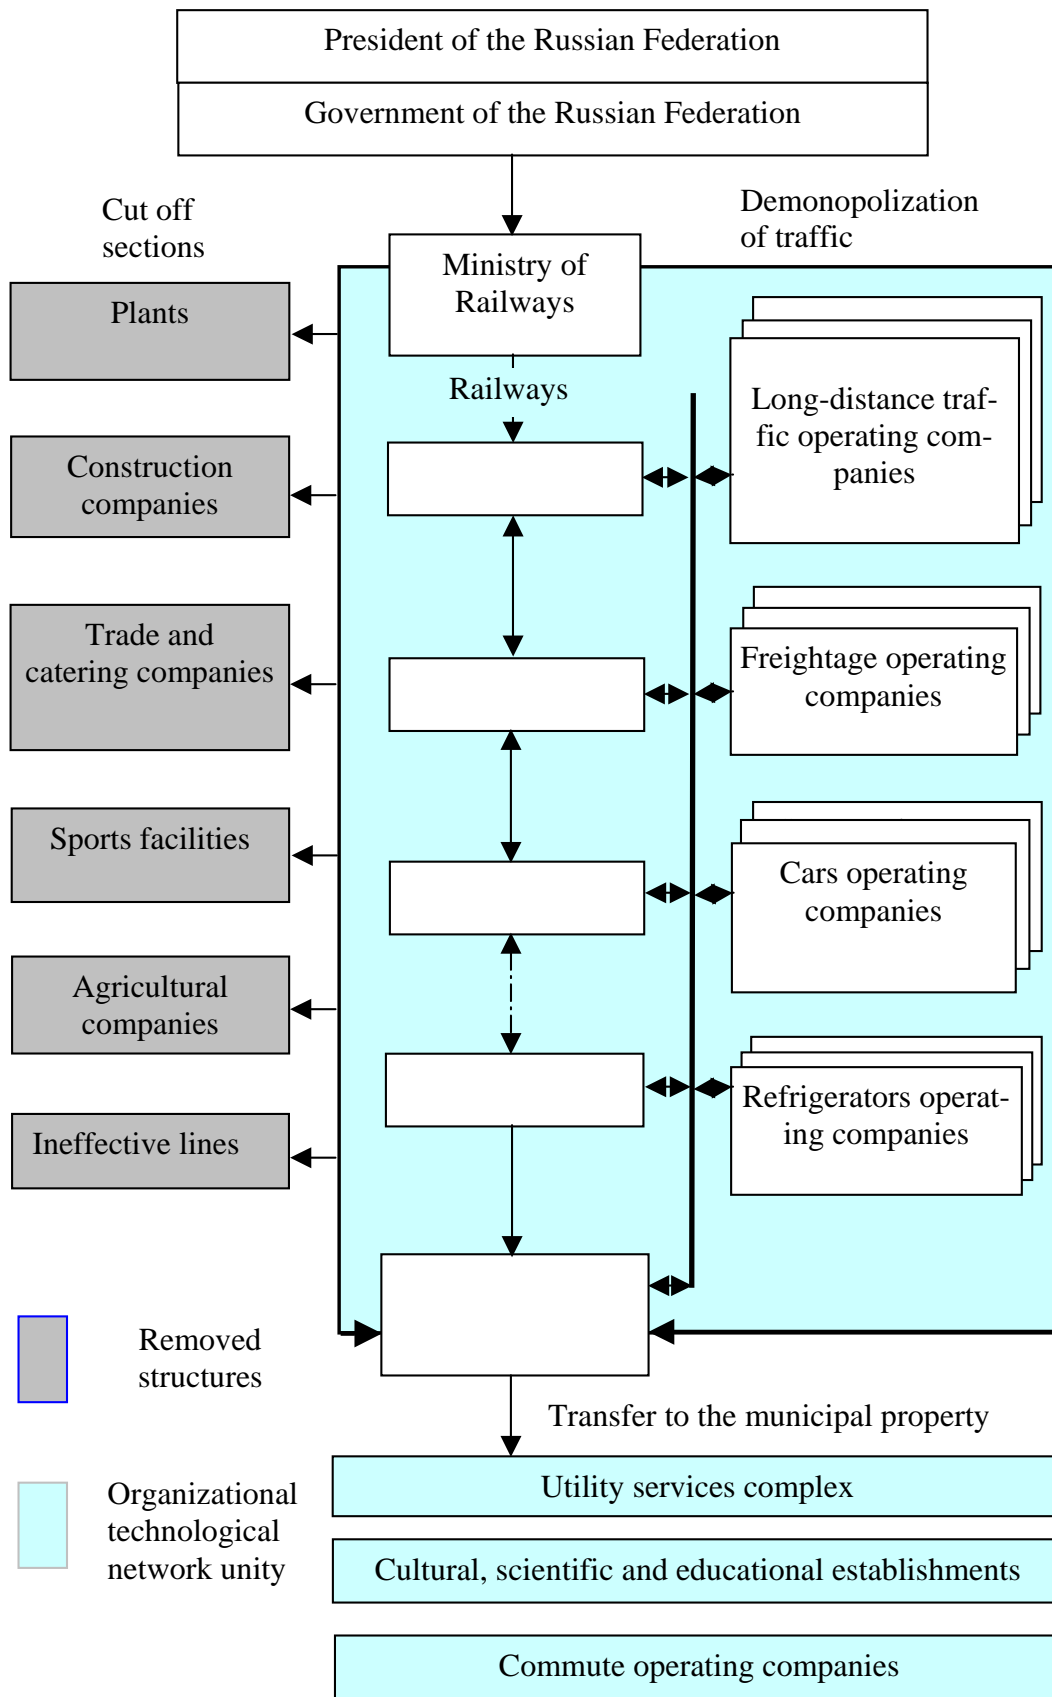 President of the Russian Federation
Government of the Russian Federation
Cut off
sections
Demonopolization
of traffic
Ministry of
Railways
Plants
Railways
Long-distance traf-
fic operating com-
panies
Construction
companies
Trade and
catering companies
Freightage operating
companies
Sports facilities
Cars operating
companies
Agricultural
companies
Refrigerators operat-
ing companies
Ineffective lines
Removed
structures
Transfer to the municipal property
Organizational
technological
network unity
Utility services complex
Cultural, scientific and educational establishments
Commute operating companies